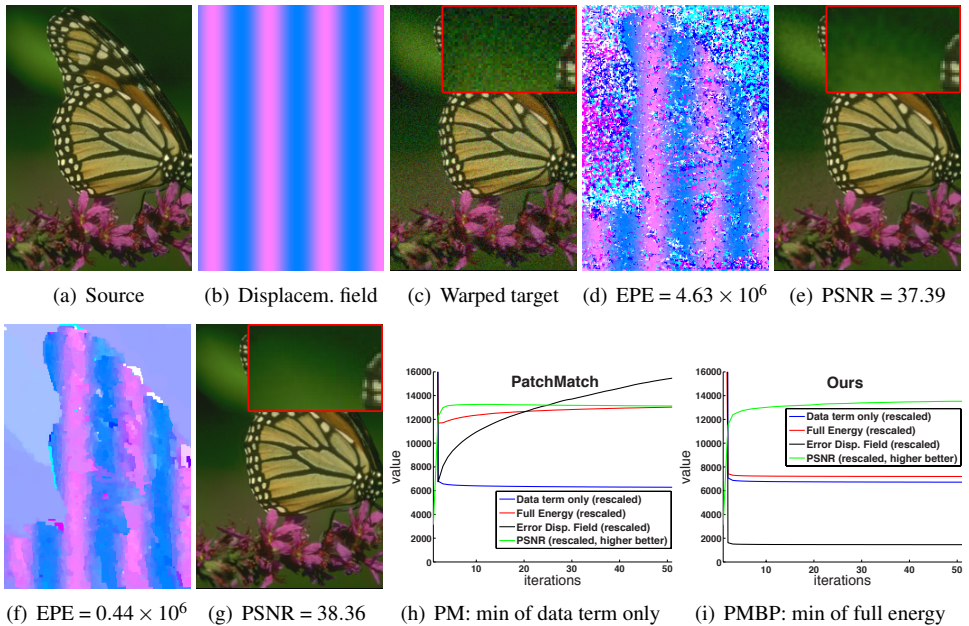 (a) Source
(b) Displacem. field
(c) Warped target
(d) EPE = 4.63 × 10⁶
(e) PSNR = 37.39
16000
14000
12000
10000
8000
6000
4000
2000
0
value
PatchMatch
Data term only (rescaled)
Full Energy (rescaled)
Error Disp. Field (rescaled)
PSNR (rescaled, higher better)
10 20 30 40 50
iterations
16000
14000
12000
10000
8000
6000
4000
2000
0
value
Ours
Data term only (rescaled)
Full Energy (rescaled)
Error Disp. Field (rescaled)
PSNR (rescaled, higher better)
10 20 30 40 50
iterations
(f) EPE = 0.44 × 10⁶
(g) PSNR = 38.36
(h) PM: min of data term only
(i) PMBP: min of full energy